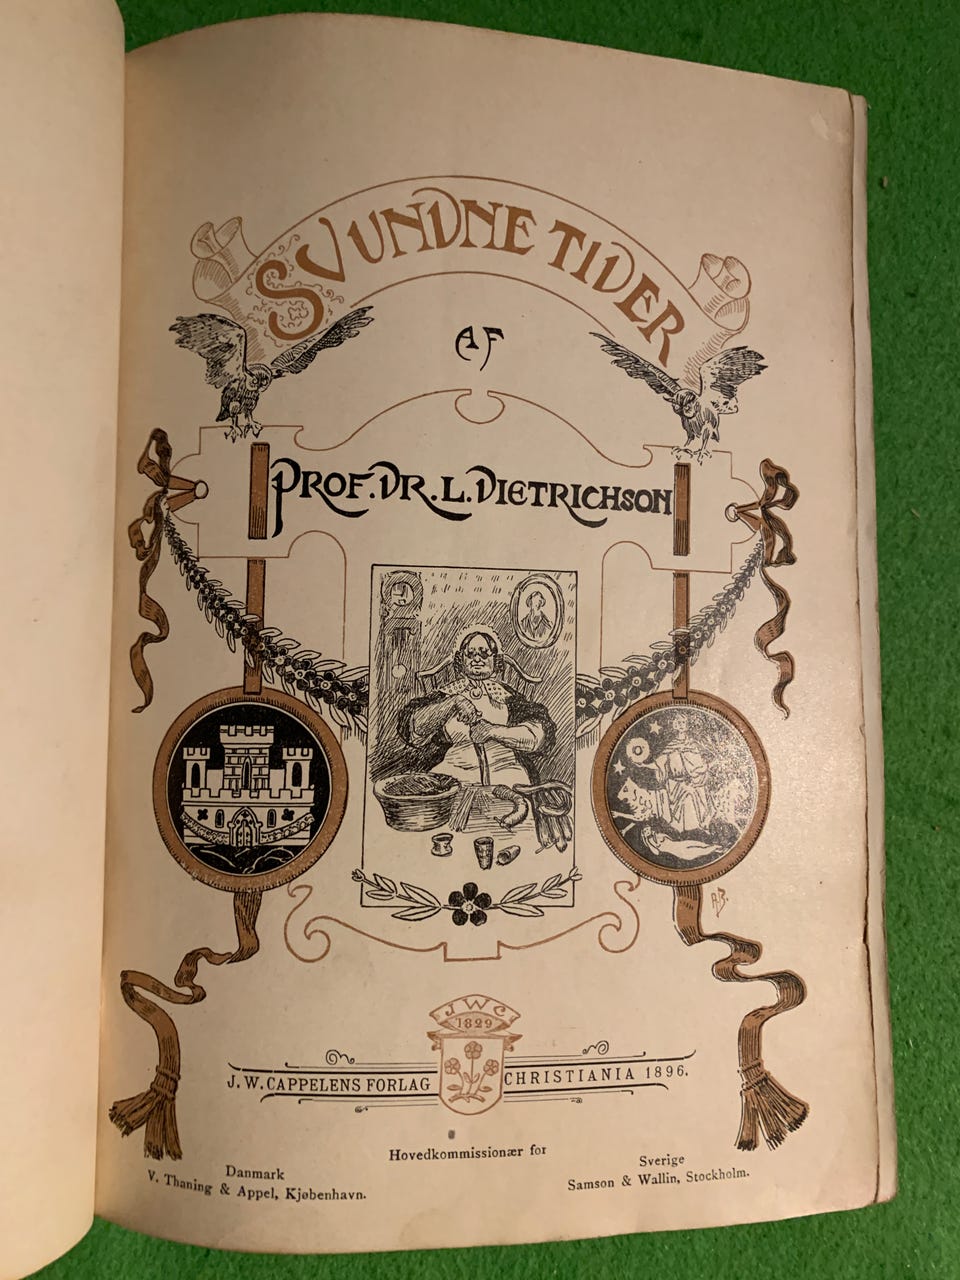 SVUNDNE TIDER
AF
PROF. DR. L. DIETRICHSON
A.B.
J W C
1829
J. W. CAPPELENS FORLAG CHRISTIANIA 1896.
Hovedkommissionær for
Danmark
V. Thaning & Appel, Kjøbenhavn.
Sverige
Samson & Wallin, Stockholm.